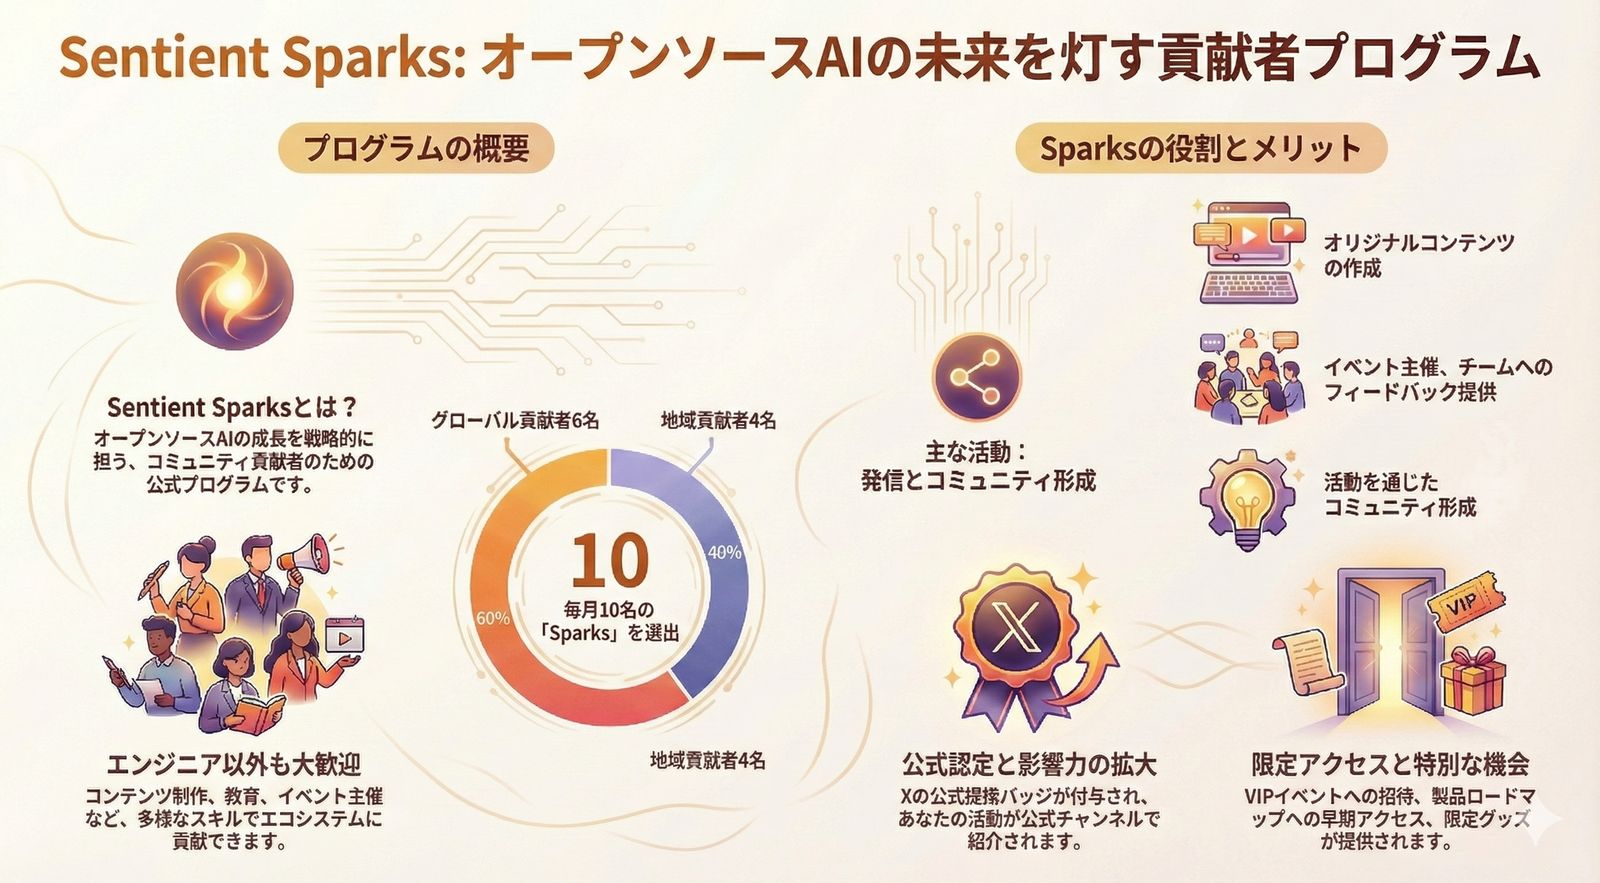 Sentient Sparks: オープンソースAIの未来を灯す貢献者プログラム
プログラムの概要
Sentient Sparksとは？
オープンソースAIの成長を戦略的に
担う、コミュニティ貢献者のための
公式プログラムです。
グローバル貢献者6名
地域貢献者4名
60%
40%
10
毎月10名の
「Sparks」を選出
地域貢献者4名
エンジニア以外も大歓迎
コンテンツ制作、教育、イベント主催
など、多様なスキルでエコシステムに
貢献できます。
Sparksの役割とメリット
主な活動：
発信とコミュニティ形成
オリジナルコンテンツ
の作成
イベント主催、チームへの
フィードバック提供
活動を通じた
コミュニティ形成
X
公式認定と影響力の拡大
Xの公式提携バッジが付与され、
あなたの活動が公式チャンネルで
紹介されます。
VIP
限定アクセスと特別な機会
VIPイベントへの招待、製品ロードマ
ップへの早期アクセス、限定グッズ
が提供されます。